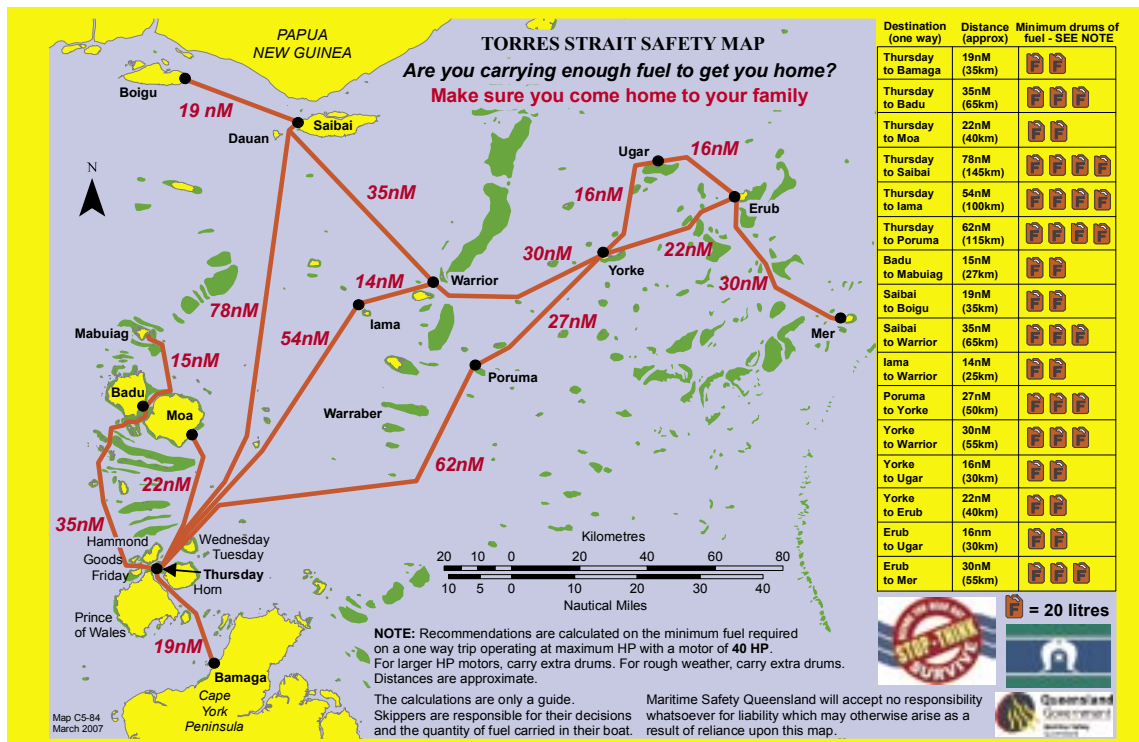 TORRES STRAIT SAFETY MAP
Are you carrying enough fuel to get you home?
Make sure you come home to your family
PAPUA
NEW GUINEA
Boigu
19 nM
Dauan
Saibai
N
35nM
Ugar
16nM
16nM
Erub
30nM
Yorke
22nM
30nM
Mer
14nM
Warrior
Iama
78nM
54nM
27nM
Mabuiag
15nM
Badu
Moa
Poruma
Warraber
62nM
22nM
35nM
Hammond
Goods
Friday
Wednesday
Tuesday
Thursday
Horn
Prince
of Wales
19nM
Bamaga
Cape
York
Peninsula
Kilometres
20 10 0 20 40 60 80
10 5 0 10 20 30 40
Nautical Miles
NOTE: Recommendations are calculated on the minimum fuel required
on a one way trip operating at maximum HP with a motor of 40 HP.
For larger HP motors, carry extra drums. For rough weather, carry extra drums.
Distances are approximate.
The calculations are only a guide.
Skippers are responsible for their decisions
and the quantity of fuel carried in their boat.
Maritime Safety Queensland will accept no responsibility
whatsoever for liability which may otherwise arise as a
result of reliance upon this map.
Map C5-84
March 2007
Destination Distance Minimum drums of
(one way) (approx) fuel - SEE NOTE
Thursday 19nM
to Bamaga (35km) F F
Thursday 35nM
to Badu (65km) F F F
Thursday 22nM
to Moa (40km) F F
Thursday 78nM
to Saibai (145km) F F F F
Thursday 54nM
to Iama (100km) F F F F
Thursday 62nM
to Poruma (115km) F F F F
Badu 15nM
to Mabuiag (27km) F F
Saibai 19nM
to Boigu (35km) F F
Saibai 35nM
to Warrior (65km) F F F
Iama 14nM
to Warrior (25km) F F
Poruma 27nM
to Yorke (50km) F F F
Yorke 30nM
to Warrior (55km) F F F
Yorke 16nM
to Ugar (30km) F F
Yorke 22nM
to Erub (40km) F F
Erub 16nm
to Ugar (30km) F F
Erub 30nM
to Mer (55km) F F F
F = 20 litres
STOP-THINK
SURVIVE
Queensland
Government